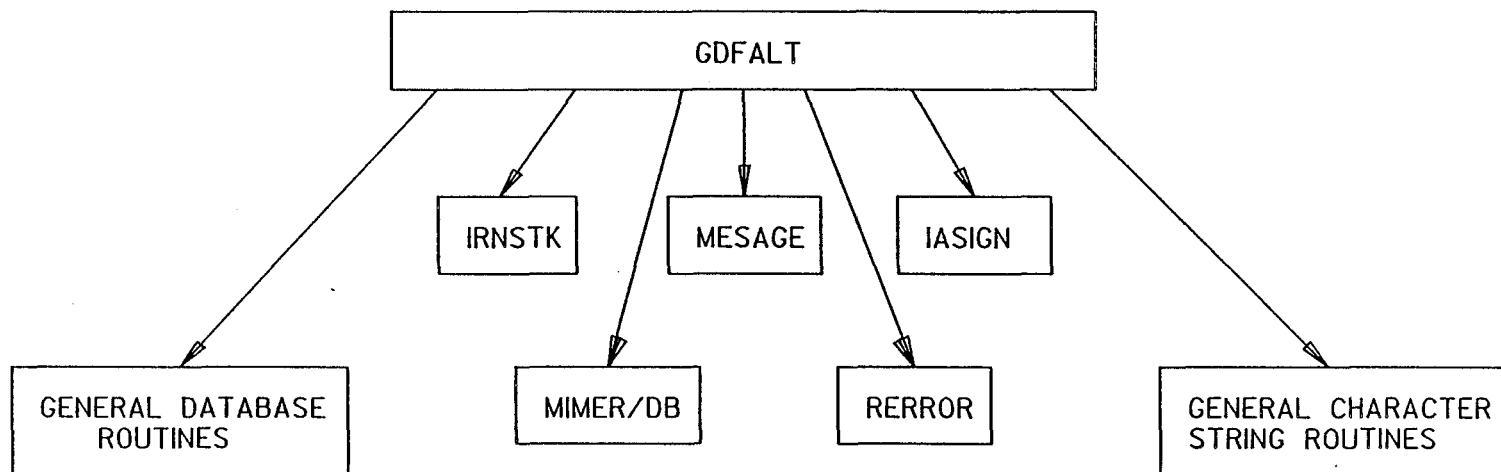 GDFALT
IRNSTK
MESAGE
IASIGN
GENERAL DATABASE
ROUTINES
MIMER/DB
RERROR
GENERAL CHARACTER
STRING ROUTINES